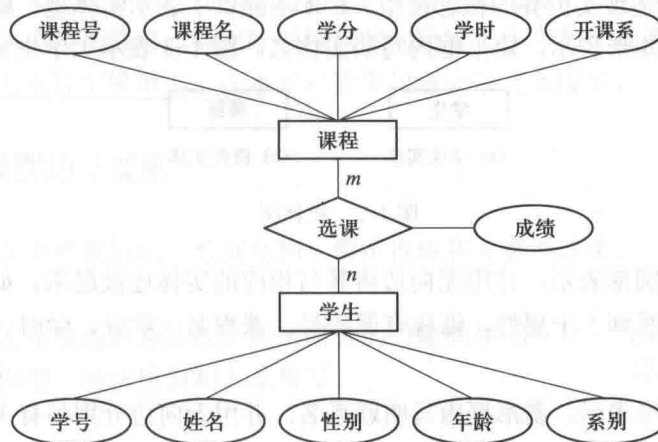 课程号 课程名 学分 学时 开课系
课程
m
选课 成绩
n
学生
学号 姓名 性别 年龄 系别